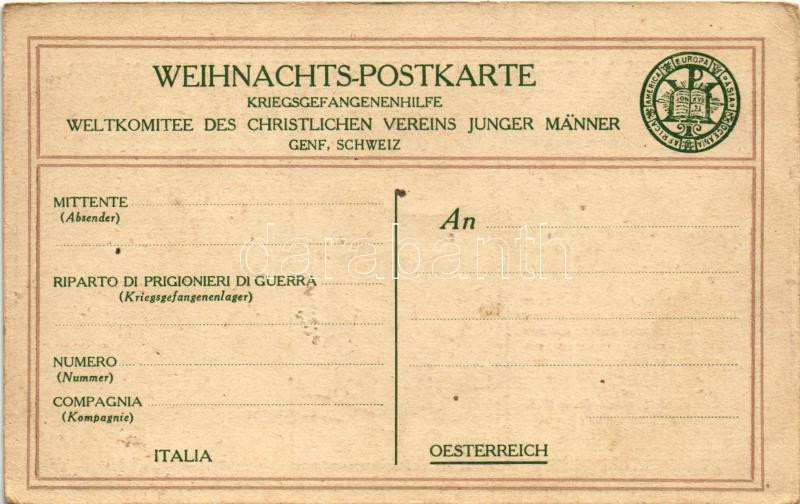 WEIHNACHTS-POSTKARTE
KRIEGSGEFANGENENHILFE
WELTKOMITEE DES CHRISTLICHEN VEREINS JUNGER MÄNNER
GENF, SCHWEIZ
EUROPA
ASIA
OCEANIA
AFRICA
AMERICA
MITTENTE
(Absender)
An
darabanth
RIPARTO DI PRIGIONIERI DI GUERRA
(Kriegsgefangenenlager)
NUMERO
(Nummer)
COMPAGNIA
(Kompagnie)
ITALIA
OESTERREICH